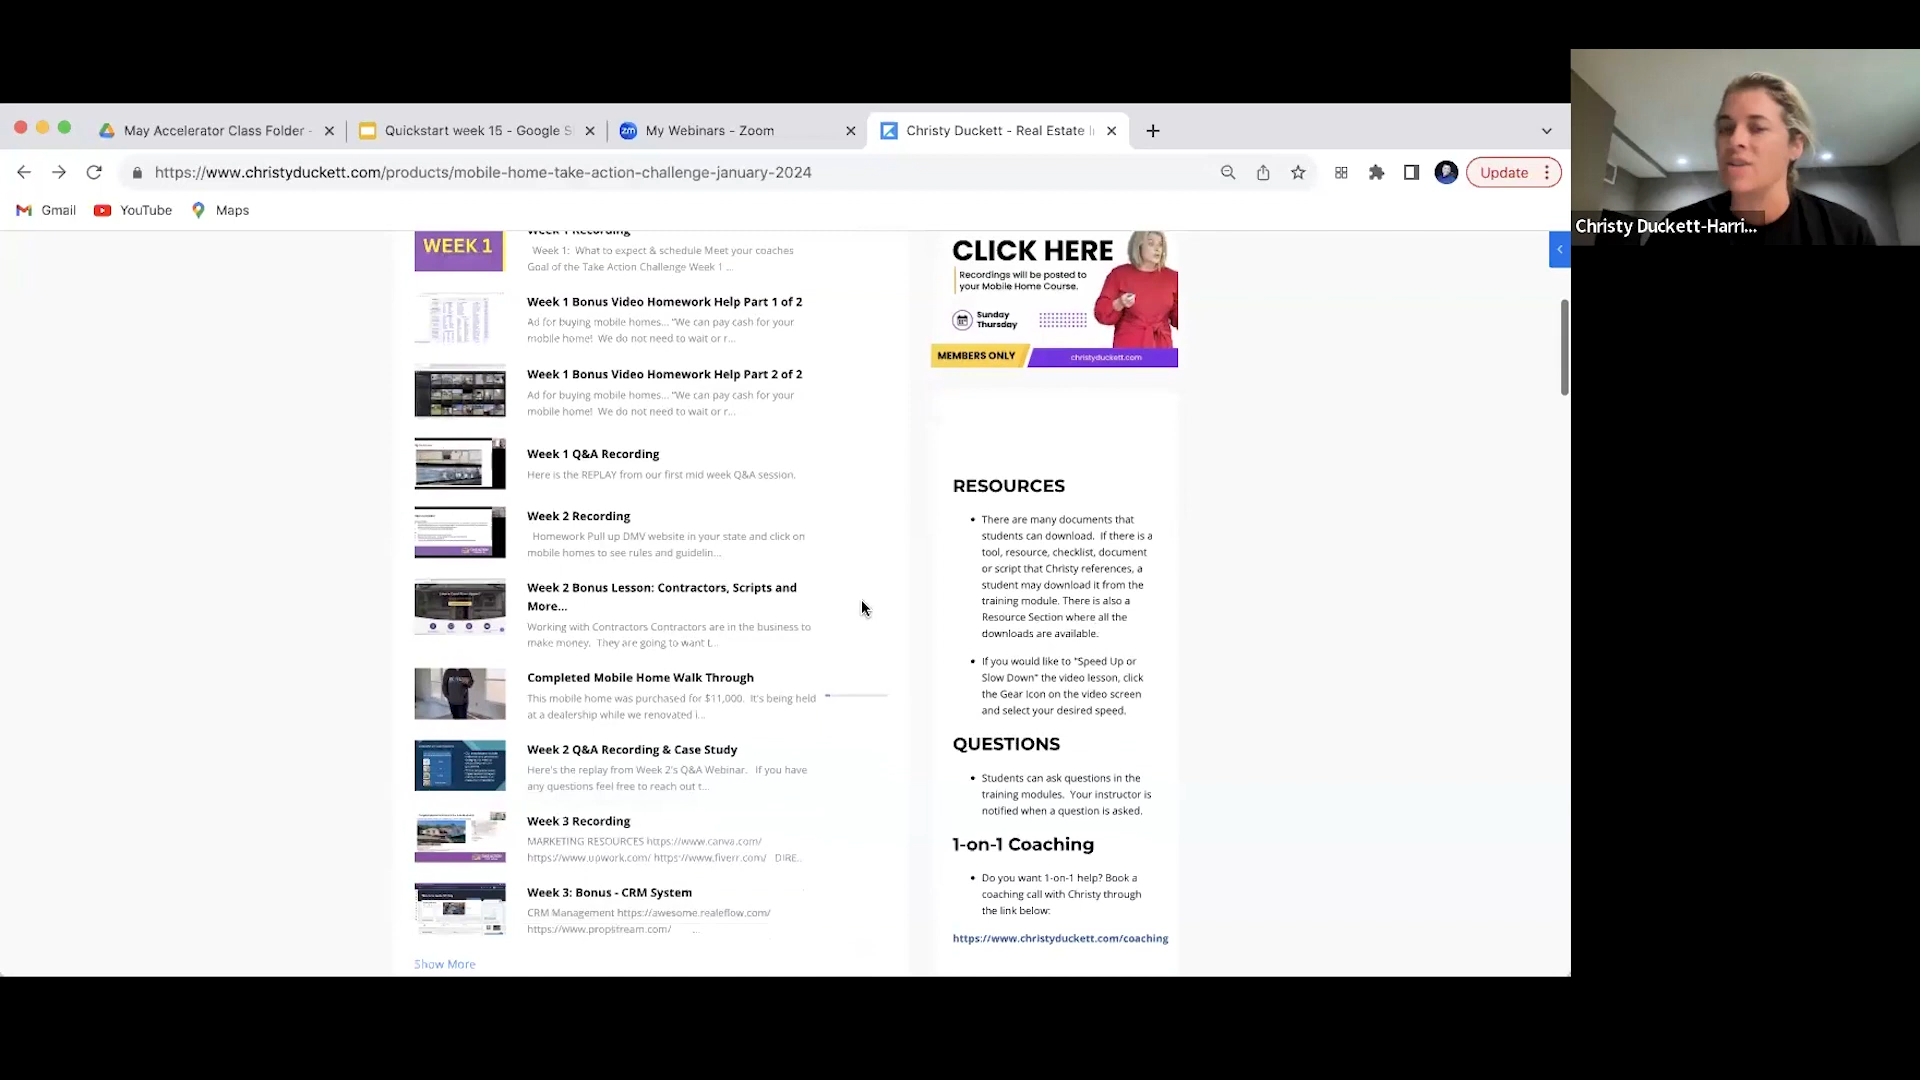 May Accelerator Class Folder -
Quickstart week 15 - Google S
zm
My Webinars - Zoom
Christy Duckett - Real Estate I
https://www.christyduckett.com/products/mobile-home-take-action-challenge-january-2024
Update
Gmail
YouTube
Maps
Christy Duckett-Harri...
WEEK 1
Week 1 Recording
Week 1: What to expect & schedule Meet your coaches
Goal of the Take Action Challenge Week 1 ...
Week 1 Bonus Video Homework Help Part 1 of 2
Ad for buying mobile homes... "We can pay cash for your
mobile home! We do not need to wait or r...
Week 1 Bonus Video Homework Help Part 2 of 2
Ad for buying mobile homes... "We can pay cash for your
mobile home! We do not need to wait or r...
Week 1 Q&A Recording
Here is the REPLAY from our first mid week Q&A session.
Week 2 Recording
Homework Pull up DMV website in your state and click on
mobile homes to see rules and guidelin...
Week 2 Bonus Lesson: Contractors, Scripts and
More...
Working with Contractors Contractors are in the business to
make money. They are going to want t...
Completed Mobile Home Walk Through
This mobile home was purchased for $11,000. It's being held
at a dealership while we renovated i...
Week 2 Q&A Recording & Case Study
Here's the replay from Week 2's Q&A Webinar. If you have
any questions feel free to reach out t...
Week 3 Recording
MARKETING RESOURCES https://www.canva.com/
https://www.upwork.com/ https://www.fiverr.com/ DIRE...
Week 3: Bonus - CRM System
CRM Management https://awesome.realeflow.com/
https://www.propstream.com/ ...
Show More
CLICK HERE
Recordings will be posted to
your Mobile Home Course.
Sunday
Thursday
MEMBERS ONLY
christyduckett.com
RESOURCES
• There are many documents that
students can download. If there is a
tool, resource, checklist, document
or script that Christy references, a
student may download it from the
training module. There is also a
Resource Section where all the
downloads are available.
• If you would like to "Speed Up or
Slow Down" the video lesson, click
the Gear Icon on the video screen
and select your desired speed.
QUESTIONS
• Students can ask questions in the
training modules. Your instructor is
notified when a question is asked.
1-on-1 Coaching
• Do you want 1-on-1 help? Book a
coaching call with Christy through
the link below:
https://www.christyduckett.com/coaching